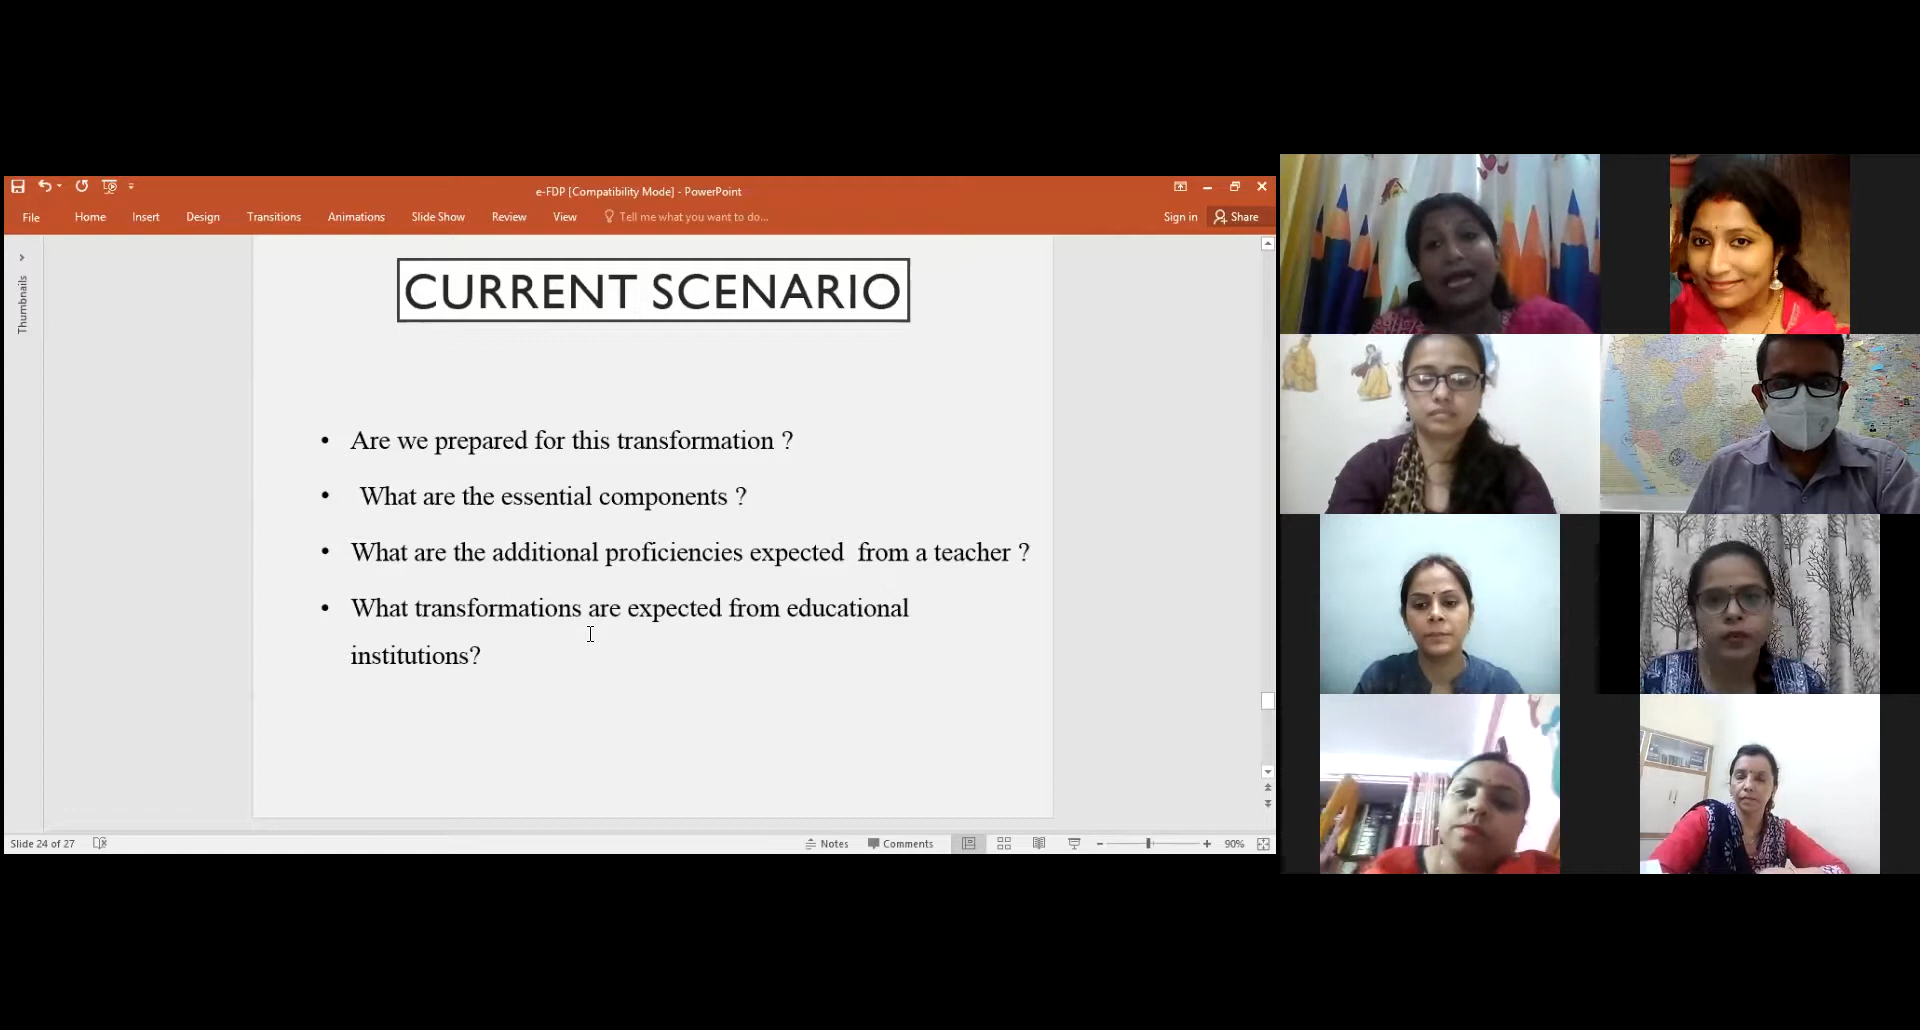 e-FDP [Compatibility Mode] - PowerPoint
File Home Insert Design Transitions Animations Slide Show Review View Tell me what you want to do... Sign in Share
Thumbnails
CURRENT SCENARIO
• Are we prepared for this transformation ?
• What are the essential components ?
• What are the additional proficiencies expected from a teacher ?
• What transformations are expected from educational
institutions?
Slide 24 of 27 Notes Comments 90%